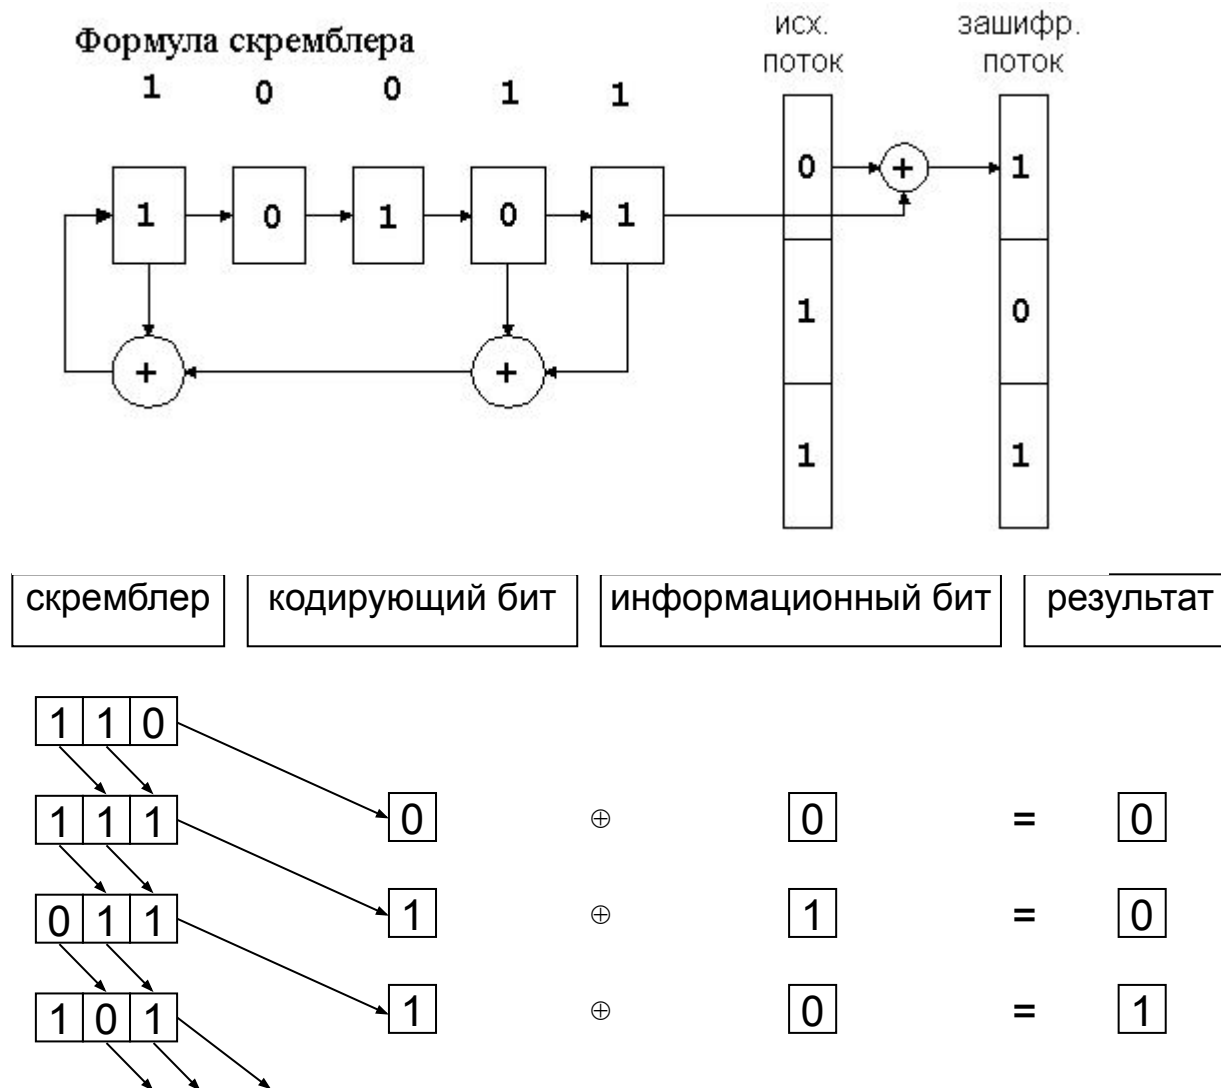 исх. зашифр.
Формула скремблера поток поток
1 0 0 1 1
0 + 1
1 0 1 0 1
1 0
+ +
1 1
скремблер кодирующий бит информационный бит результат
1 1 0
1 1 1 0 ⊕ 0 = 0
0 1 1 1 ⊕ 1 = 0
1 0 1 1 ⊕ 0 = 1